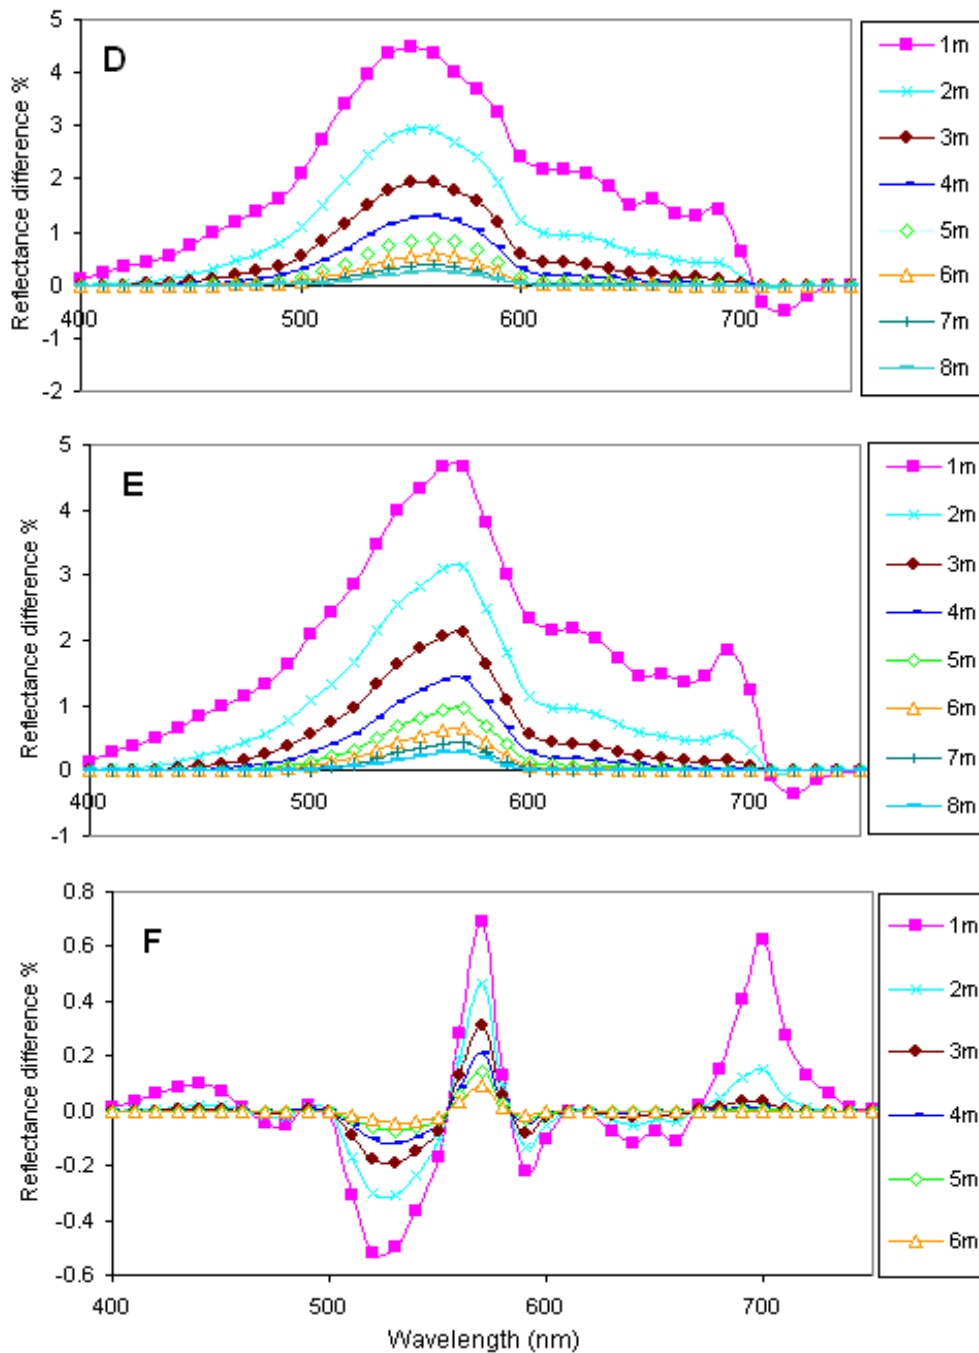 D
Reflectance difference %
5
4
3
2
1
0
-1
-2
400
500
600
700
1m
2m
3m
4m
5m
6m
7m
8m
E
Reflectance difference %
5
4
3
2
1
0
-1
400
500
600
700
1m
2m
3m
4m
5m
6m
7m
8m
F
Reflectance difference %
0.8
0.6
0.4
0.2
0.0
-0.2
-0.4
-0.6
400
500
600
700
Wavelength (nm)
1m
2m
3m
4m
5m
6m